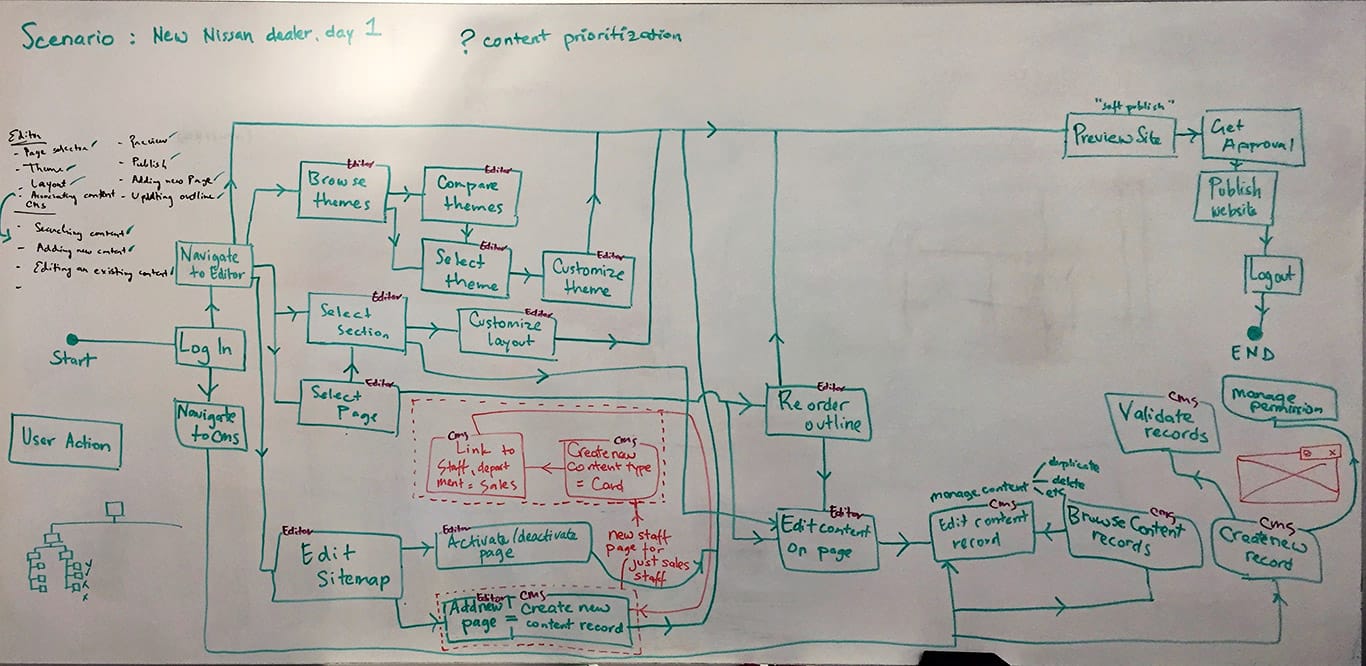 Scenario : New Nissan dealer, day 1
? content prioritization
Editor
- Page selector ✓
- Theme ✓
- Layout ✓
- Associating content
- Preview ✓
- Publish ✓
- Adding new Page ✓
- Updating outline ✓
CMS
- Searching content ✓
- Adding new content ✓
- Editing an existing content ✓
-
Start
Log In
Navigate
to Editor
Navigate
to CMS
User Action
Editor
Browse
themes
Editor
Compare
themes
Editor
Select
theme
Editor
Customize
theme
Editor
Select
section
Editor
Customize
layout
Editor
Select
Page
CMS
Link to
Staff, depart
ment = Sales
CMS
Create new
content type
= Card
new staff
page for
just sales
staff
Editor
Edit
Sitemap
Editor
Activate/deactivate
page
Editor
Add new
page
=
CMS
Create new
content record
Editor
Reorder
outline
Editor
Edit content
on page
manage content
duplicate
delete
etc
CMS
Edit content
record
CMS
Browse Content
records
CMS
Create new
record
CMS
Validate
records
manage
permission
"soft publish"
Preview Site
Get
Approval
Publish
website
Logout
END